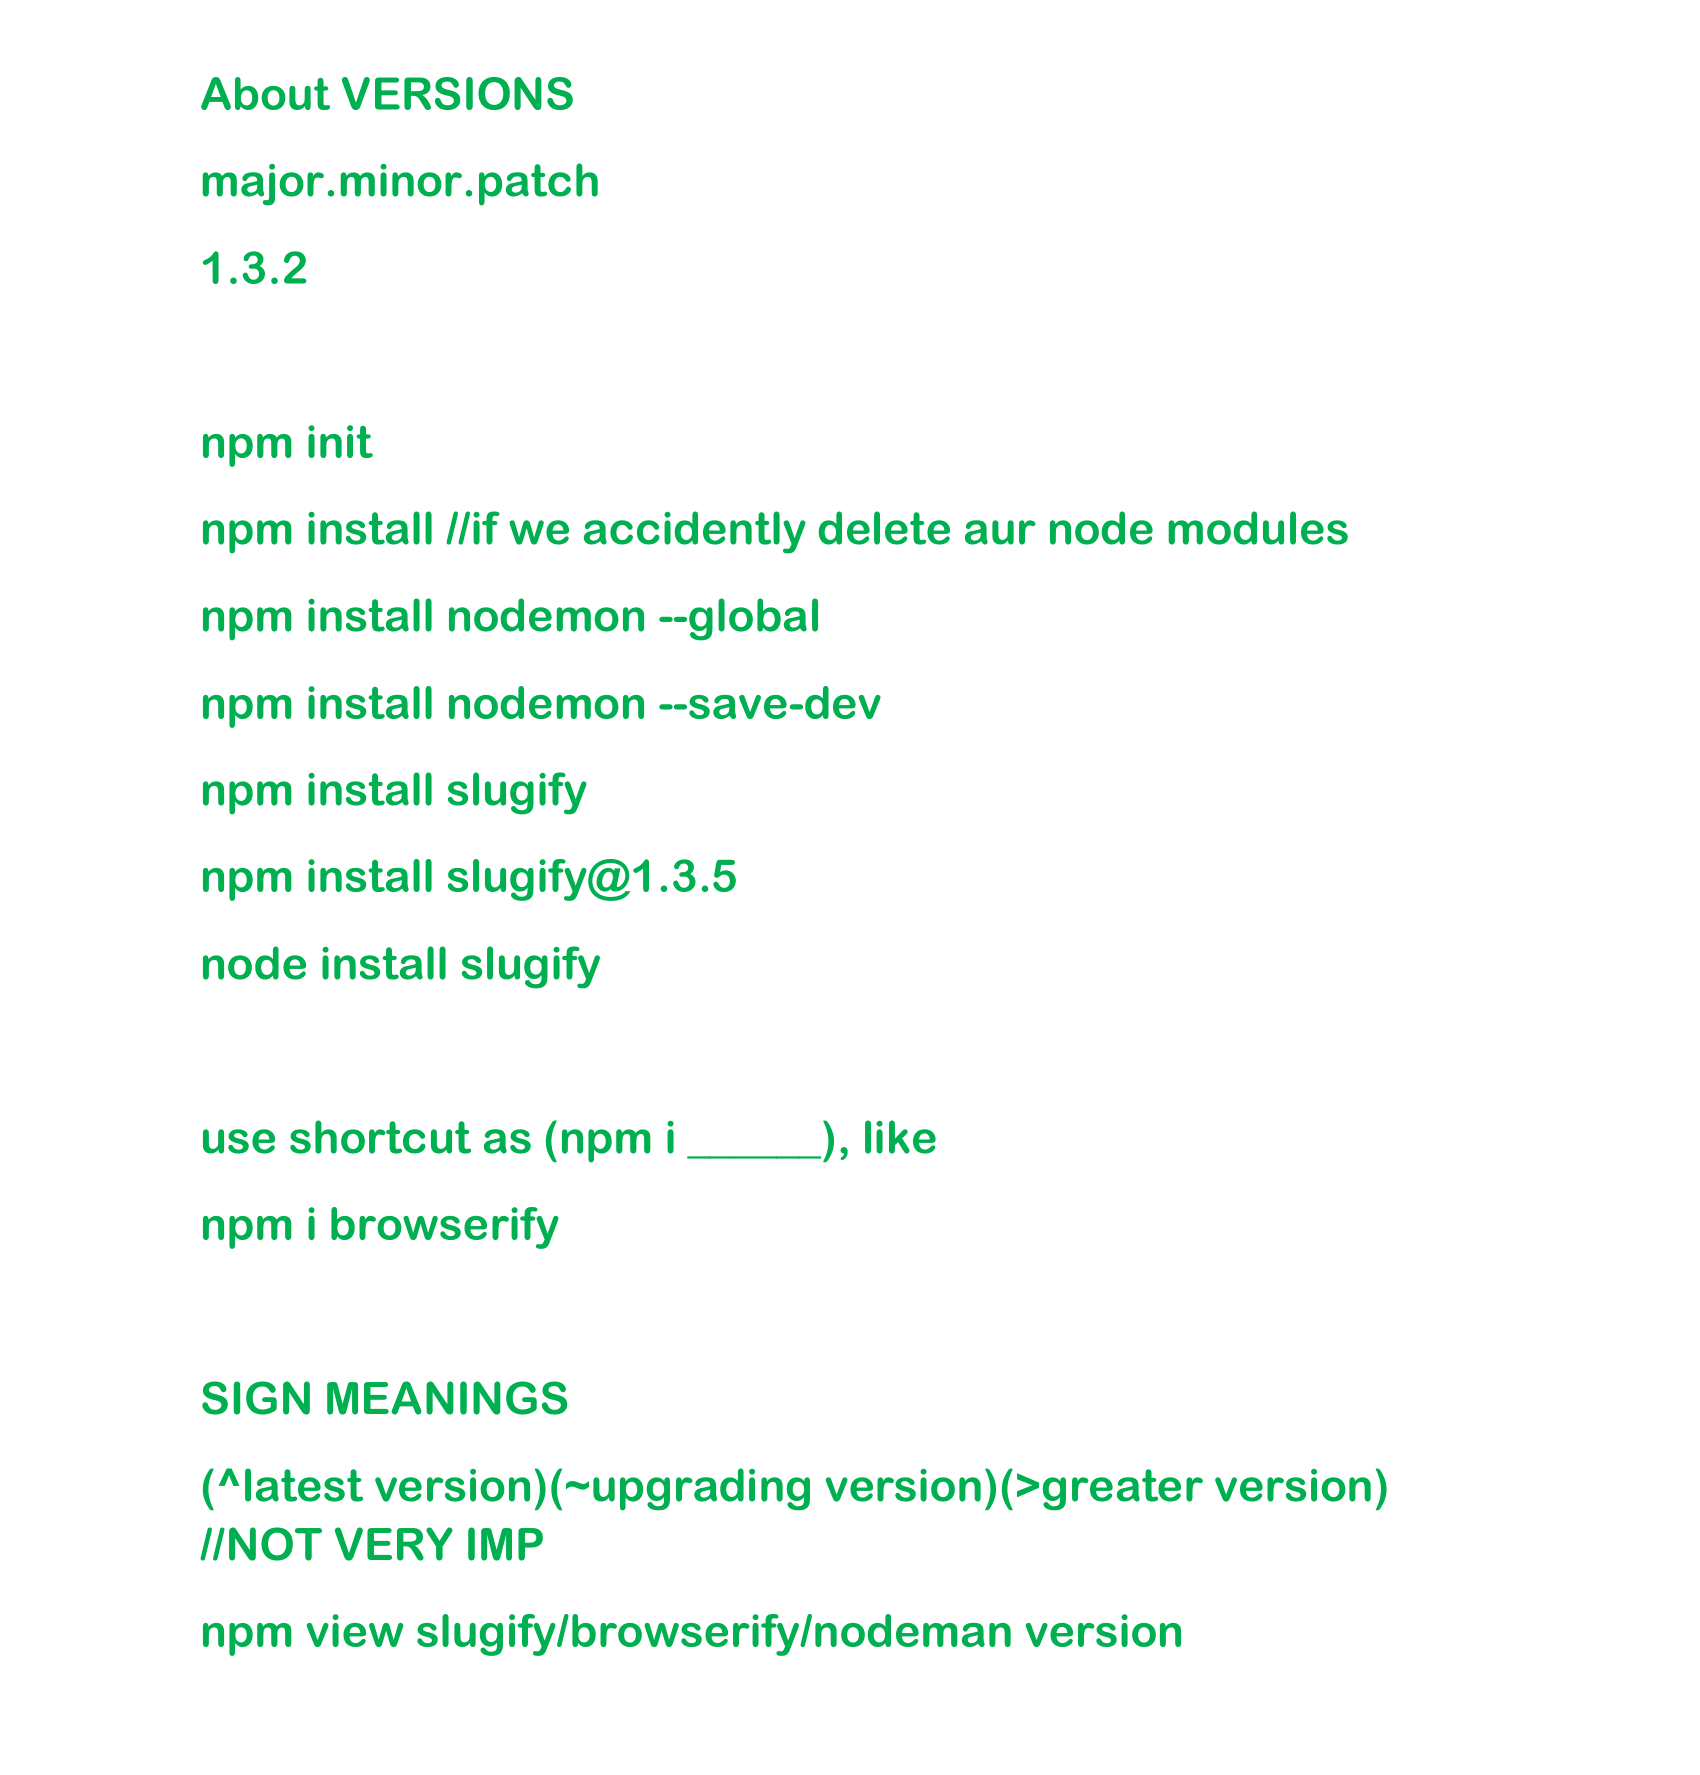 About VERSIONS
major.minor.patch
1.3.2
npm init
npm install //if we accidently delete aur node modules
npm install nodemon --global
npm install nodemon --save-dev
npm install slugify
npm install slugify@1.3.5
node install slugify
use shortcut as (npm i ______), like
npm i browserify
SIGN MEANINGS
(^latest version)(~upgrading version)(>greater version)
//NOT VERY IMP
npm view slugify/browserify/nodeman version